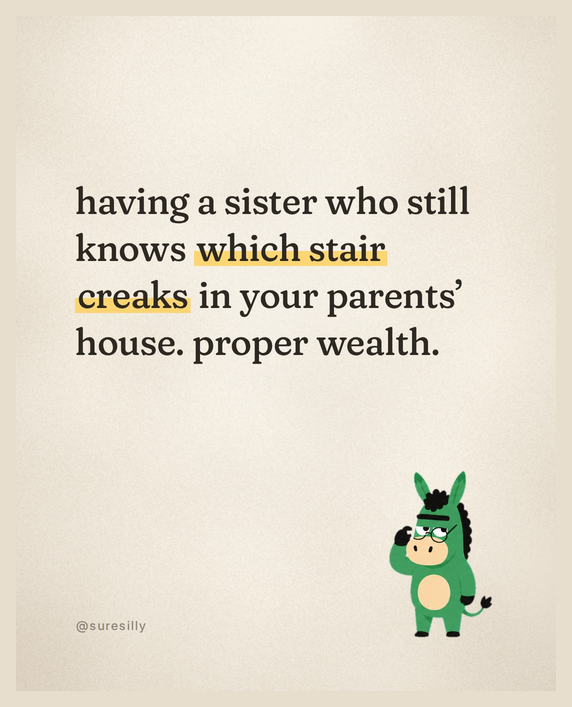 having a sister who still
knows which stair
creaks in your parents’
house. proper wealth.
@suresilly